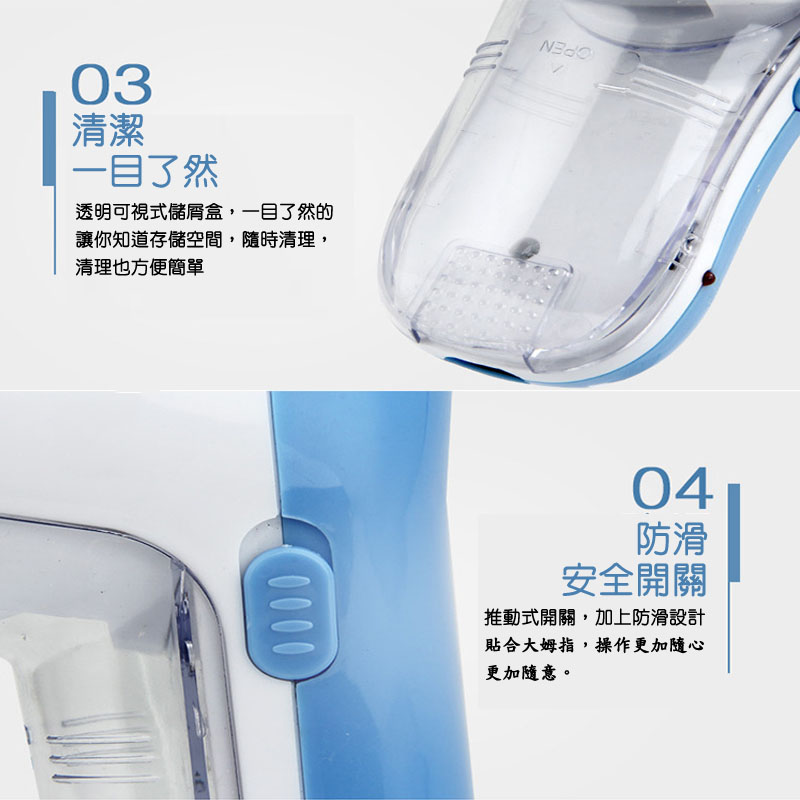 03
清潔
一目了然
透明可視式儲屑盒，一目了然的
讓你知道存儲空間，隨時清理，
清理也方便簡單
OPEN
04
防滑
安全開關
推動式開關，加上防滑設計
貼合大姆指，操作更加隨心
更加隨意。